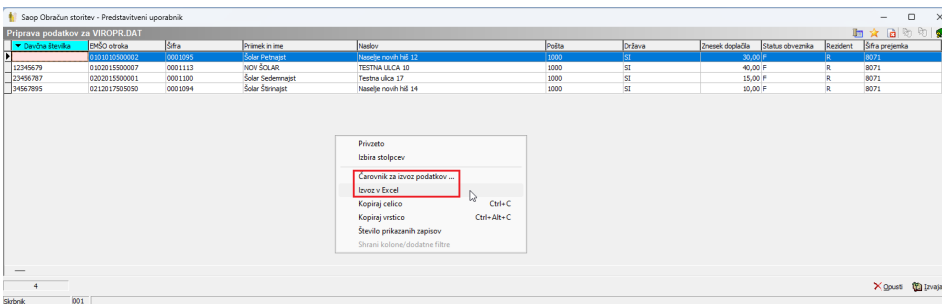 Saop Obračun storitev - Predstavitveni uporabnik
Priprava podatkov za VIROPR.DAT
Davčna številka EMŠO otroka Šifra Priimek in ime Naslov Pošta Država Znesek doplačila Status obveznika Rezident Šifra prejemka
0101010500002 0001095 Šolar Petnajst Naselje novih hiš 12 1000 SI 30,00 F R 8071
12345679 0102015500007 0001113 NOV ŠOLAR TESTNA ULCA 10 1000 SI 40,00 F R 8071
23456787 0202015500001 0001100 Šolar Sedemnajst Testna ulica 17 1000 SI 15,00 F R 8071
34567895 0212017505050 0001094 Šolar Štirinajst Naselje novih hiš 14 1000 SI 10,00 F R 8071
Privzeto
Izbira stolpcev
Čarovnik za izvoz podatkov ...
Izvoz v Excel
Kopiraj celico Ctrl+C
Kopiraj vrstico Ctrl+Alt+C
Število prikazanih zapisov
Shrani kolone/dodatne filtre
4
Opusti
Skrbnik 001